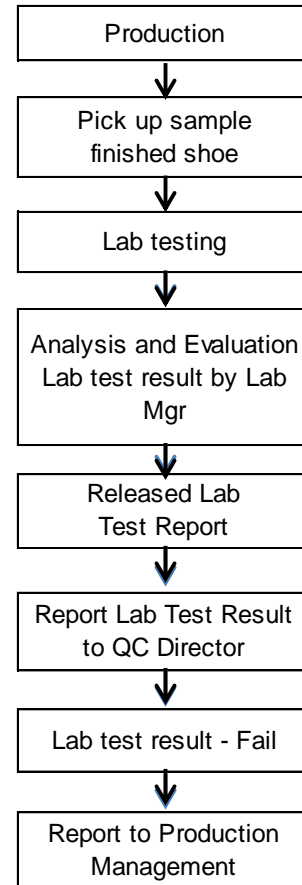 Production
Pick up sample
finished shoe
Lab testing
Analysis and Evaluation
Lab test result by Lab
Mgr
Released Lab
Test Report
Report Lab Test Result
to QC Director
Lab test result - Fail
Report to Production
Management